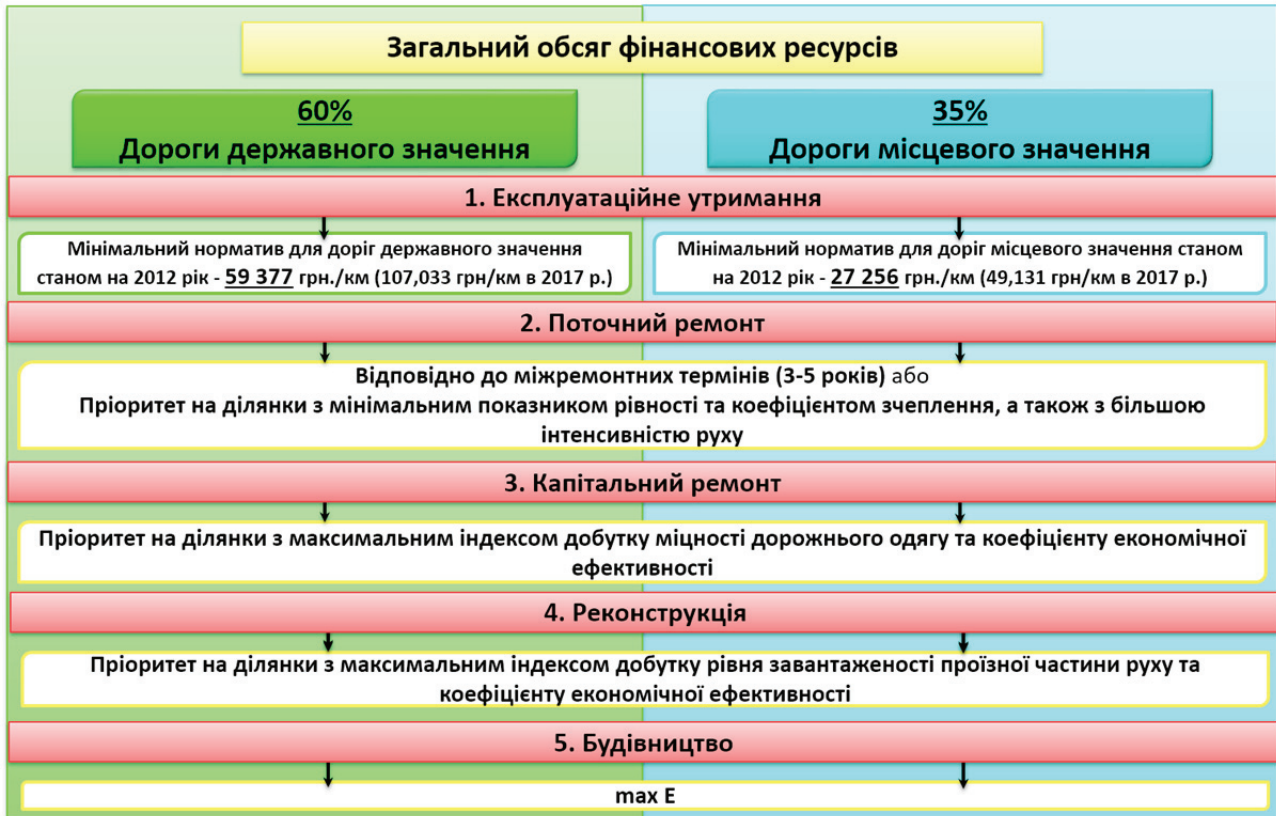 Загальний обсяг фінансових ресурсів
60%
Дороги державного значення
35%
Дороги місцевого значення
1. Експлуатаційне утримання
Мінімальний норматив для доріг державного значення
станом на 2012 рік - 59 377 грн./км (107,033 грн/км в 2017 р.)
Мінімальний норматив для доріг місцевого значення станом
на 2012 рік - 27 256 грн./км (49,131 грн/км в 2017 р.)
2. Поточний ремонт
Відповідно до міжремонтних термінів (3-5 років) або
Пріоритет на ділянки з мінімальним показником рівності та коефіцієнтом зчеплення, а також з більшою
інтенсивністю руху
3. Капітальний ремонт
Пріоритет на ділянки з максимальним індексом добутку міцності дорожнього одягу та коефіцієнту економічної
ефективності
4. Реконструкція
Пріоритет на ділянки з максимальним індексом добутку рівня завантаженості проїзної частини руху та
коефіцієнту економічної ефективності
5. Будівництво
max E